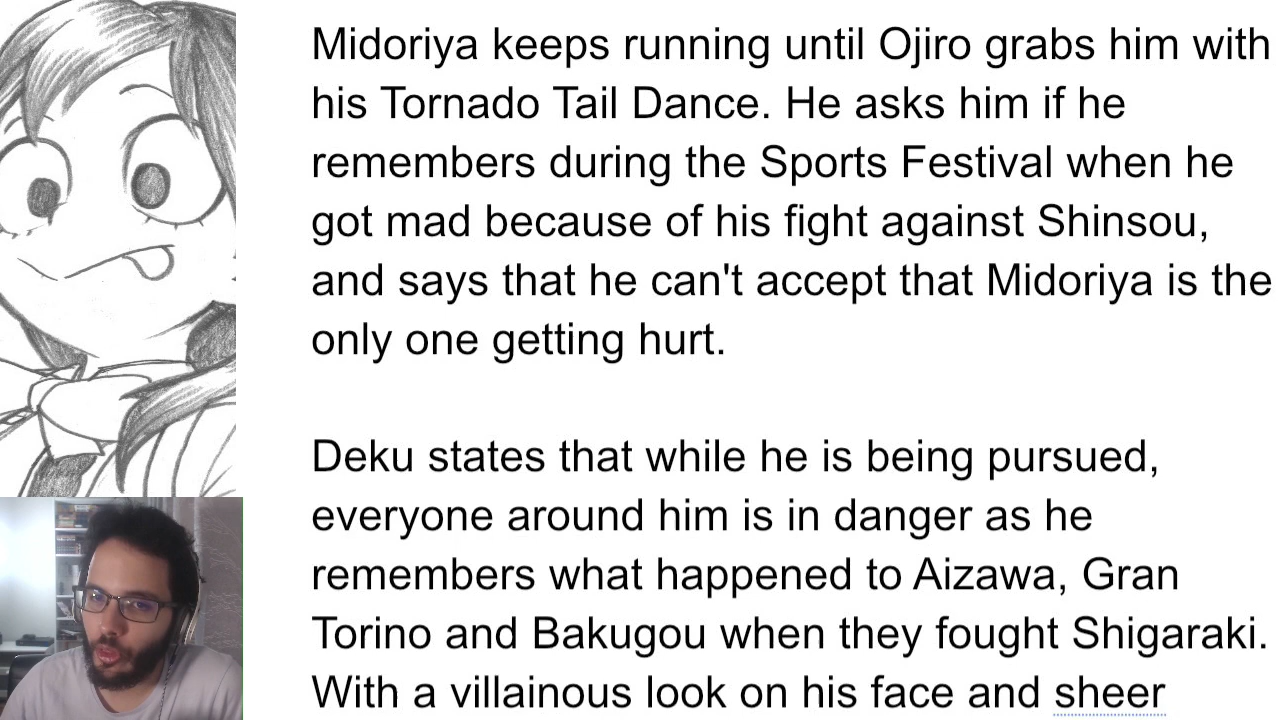 Midoriya keeps running until Ojiro grabs him with
his Tornado Tail Dance. He asks him if he
remembers during the Sports Festival when he
got mad because of his fight against Shinsou,
and says that he can't accept that Midoriya is the
only one getting hurt.
Deku states that while he is being pursued,
everyone around him is in danger as he
remembers what happened to Aizawa, Gran
Torino and Bakugou when they fought Shigaraki.
With a villainous look on his face and sheer